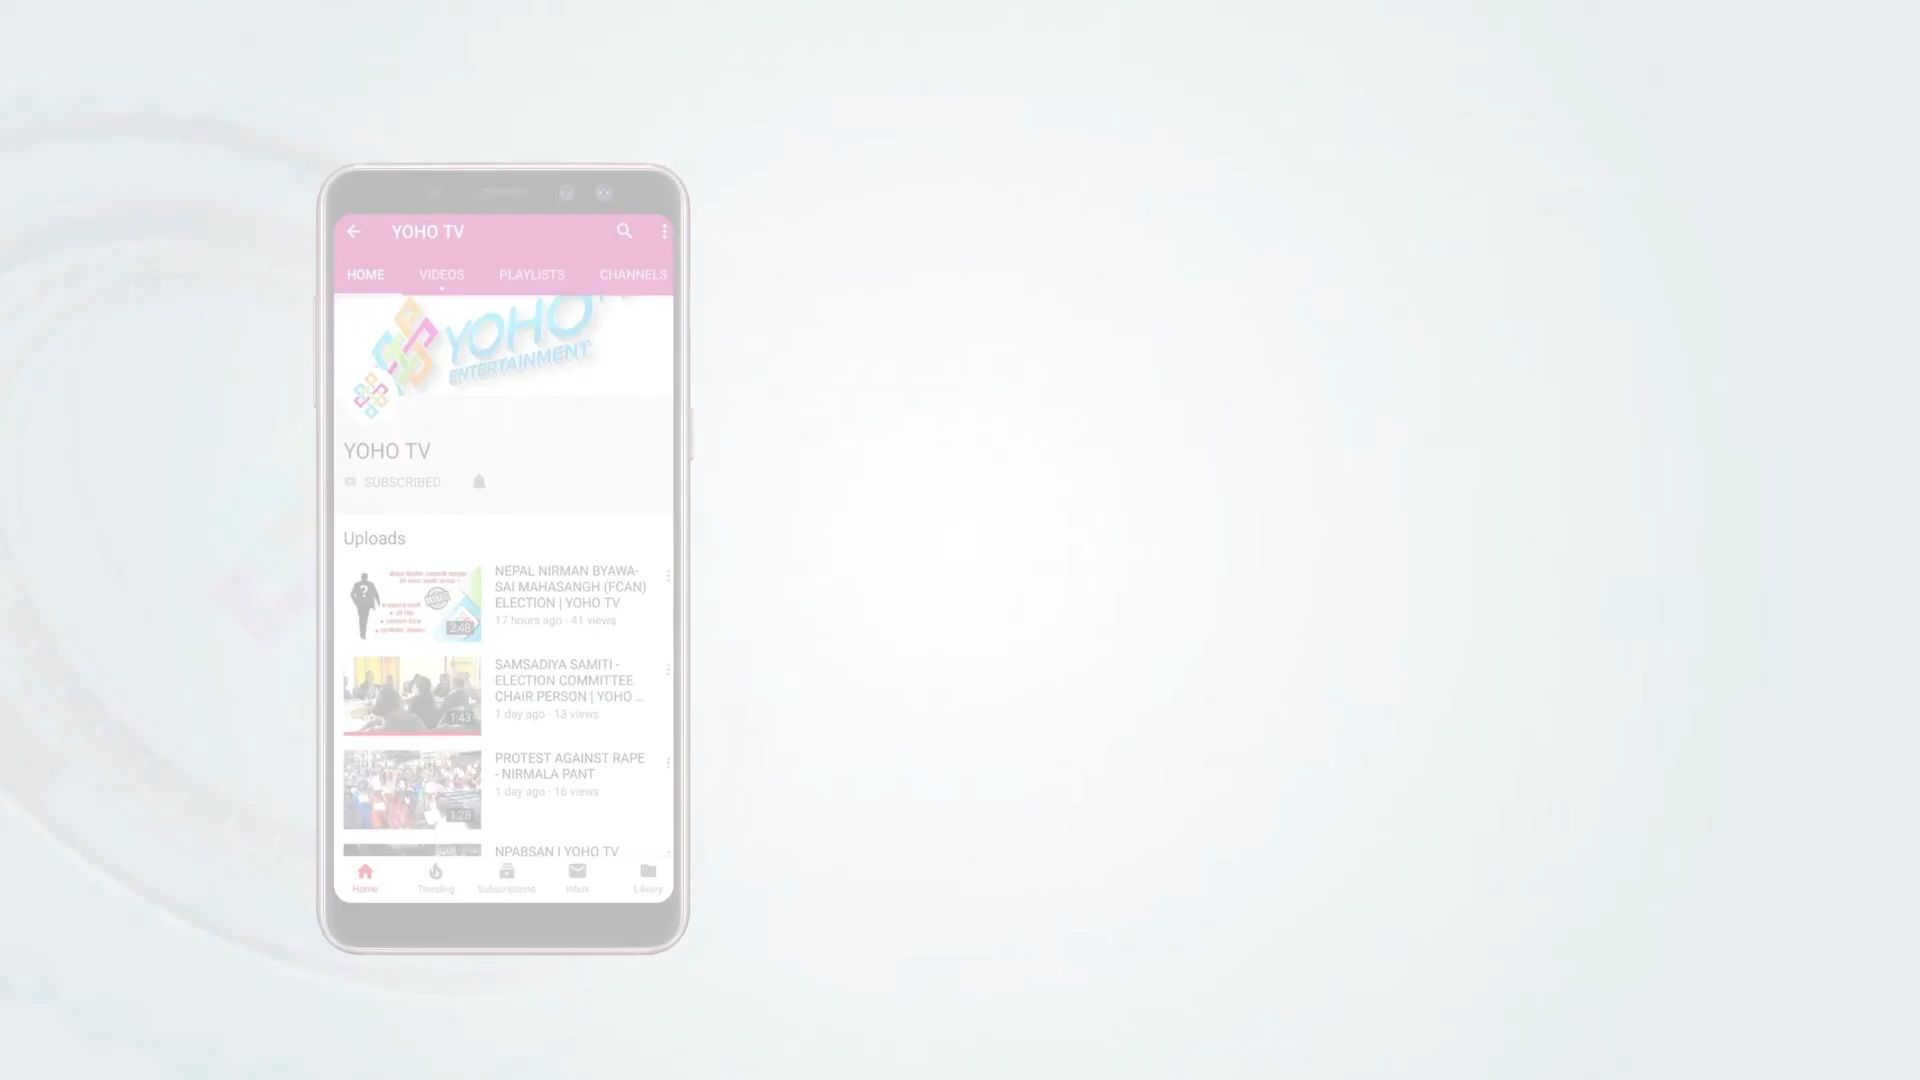 YOHO TV
HOME VIDEOS PLAYLISTS CHANNELS
YOHO
ENTERTAINMENT
YOHO TV
SUBSCRIBED
Uploads
NEPAL NIRMAN BYAWA-
SAI MAHASANGH (FCAN)
ELECTION | YOHO TV
17 hours ago · 41 views
2:48
SAMSADIYA SAMITI -
ELECTION COMMITTEE
CHAIR PERSON | YOHO ...
1 day ago · 13 views
1:43
PROTEST AGAINST RAPE
- NIRMALA PANT
1 day ago · 16 views
1:28
NPABSAN | YOHO TV
Home Trending Subscriptions Inbox Library